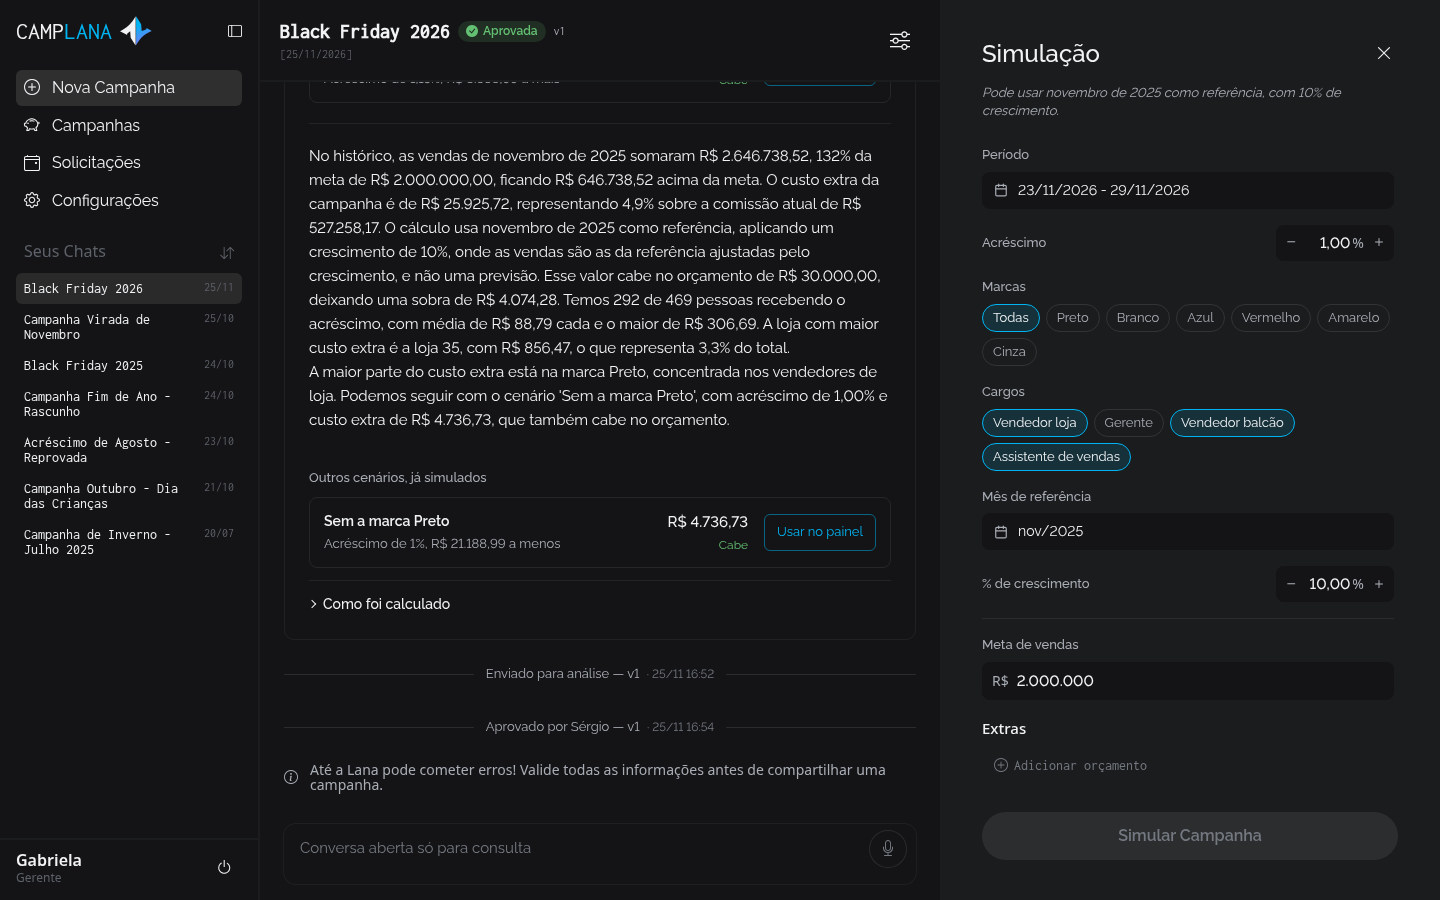 CAMPLANA
Nova Campanha
Campanhas
Solicitações
Configurações
Seus Chats
Black Friday 2026 25/11
Campanha Virada de 25/10
Novembro
Black Friday 2025 24/10
Campanha Fim de Ano - 24/10
Rascunho
Acréscimo de Agosto - 23/10
Reprovada
Campanha Outubro - Dia 21/10
das Crianças
Campanha de Inverno - 20/07
Julho 2025
Gabriela
Gerente
Black Friday 2026 Aprovada v1
[25/11/2026]
No histórico, as vendas de novembro de 2025 somaram R$ 2.646.738,52, 132% da
meta de R$ 2.000.000,00, ficando R$ 646.738,52 acima da meta. O custo extra da
campanha é de R$ 25.925,72, representando 4,9% sobre a comissão atual de R$
527.258,17. O cálculo usa novembro de 2025 como referência, aplicando um
crescimento de 10%, onde as vendas são as da referência ajustadas pelo
crescimento, e não uma previsão. Esse valor cabe no orçamento de R$ 30.000,00,
deixando uma sobra de R$ 4.074,28. Temos 292 de 469 pessoas recebendo o
acréscimo, com média de R$ 88,79 cada e o maior de R$ 306,69. A loja com maior
custo extra é a loja 35, com R$ 856,47, o que representa 3,3% do total.
A maior parte do custo extra está na marca Preto, concentrada nos vendedores de
loja. Podemos seguir com o cenário 'Sem a marca Preto', com acréscimo de 1,00% e
custo extra de R$ 4.736,73, que também cabe no orçamento.
Outros cenários, já simulados
Sem a marca Preto R$ 4.736,73 Usar no painel
Acréscimo de 1%, R$ 21.188,99 a menos Cabe
Como foi calculado
Enviado para análise — v1 · 25/11 16:52
Aprovado por Sérgio — v1 · 25/11 16:54
Até a Lana pode cometer erros! Valide todas as informações antes de compartilhar uma
campanha.
Conversa aberta só para consulta
Simulação
Pode usar novembro de 2025 como referência, com 10% de
crescimento.
Período
23/11/2026 - 29/11/2026
Acréscimo − 1,00 % +
Marcas
Todas Preto Branco Azul Vermelho Amarelo
Cinza
Cargos
Vendedor loja Gerente Vendedor balcão
Assistente de vendas
Mês de referência
nov/2025
% de crescimento − 10,00 % +
Meta de vendas
R$ 2.000.000
Extras
Adicionar orçamento
Simular Campanha